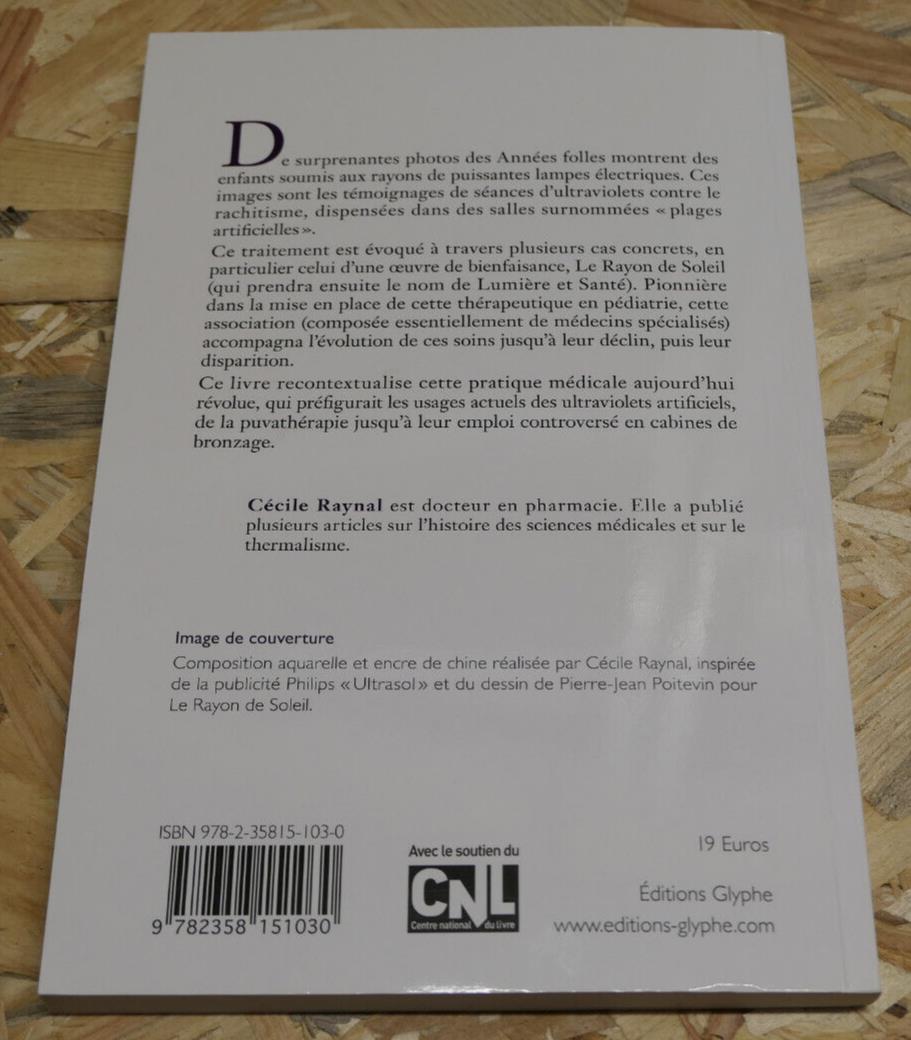 De surprenantes photos des Années folles montrent des
enfants soumis aux rayons de puissantes lampes électriques. Ces
images sont les témoignages de séances d'ultraviolets contre le
rachitisme, dispensées dans des salles surnommées « plages
artificielles ».
Ce traitement est évoqué à travers plusieurs cas concrets, en
particulier celui d'une œuvre de bienfaisance, Le Rayon de Soleil
(qui prendra ensuite le nom de Lumière et Santé). Pionnière
dans la mise en place de cette thérapeutique en pédiatrie, cette
association (composée essentiellement de médecins spécialisés)
accompagna l'évolution de ces soins jusqu'à leur déclin, puis leur
disparition.
Ce livre recontextualise cette pratique médicale aujourd'hui
révolue, qui préfigurait les usages actuels des ultraviolets artificiels,
de la puvathérapie jusqu'à leur emploi controversé en cabines de
bronzage.
Cécile Raynal est docteur en pharmacie. Elle a publié
plusieurs articles sur l'histoire des sciences médicales et sur le
thermalisme.
Image de couverture
Composition aquarelle et encre de chine réalisée par Cécile Raynal, inspirée
de la publicité Philips « Ultrasol » et du dessin de Pierre-Jean Poitevin pour
Le Rayon de Soleil.
ISBN 978-2-35815-103-0
9 782358 151030
Avec le soutien du
CNL
Centre national du livre
19 Euros
Éditions Glyphe
www.editions-glyphe.com